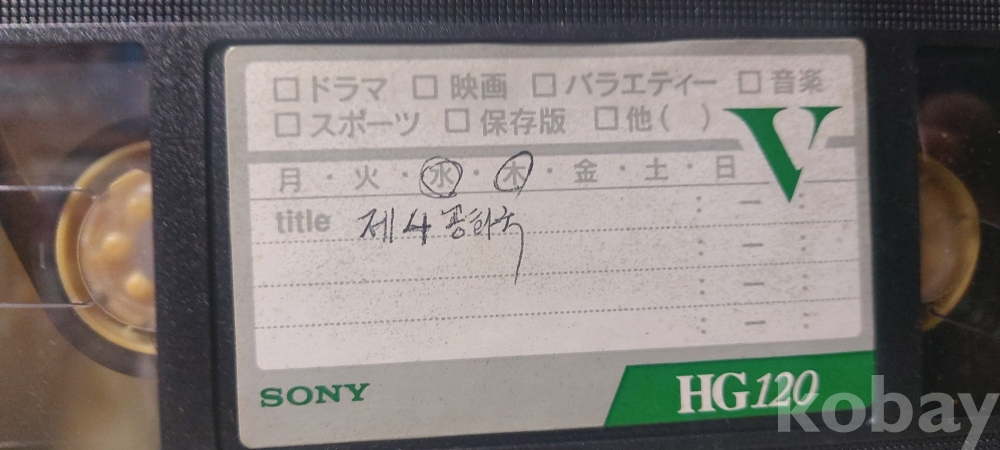 □ ドラマ □ 映画 □ バラエティー □ 音楽
□ スポーツ □ 保存版 □ 他( )
V
月 · 火 · 水 · 木 · 金 · 土 · 日
title 제4공화국
: — :
: — :
: — :
: — :
SONY
HG120
kobay